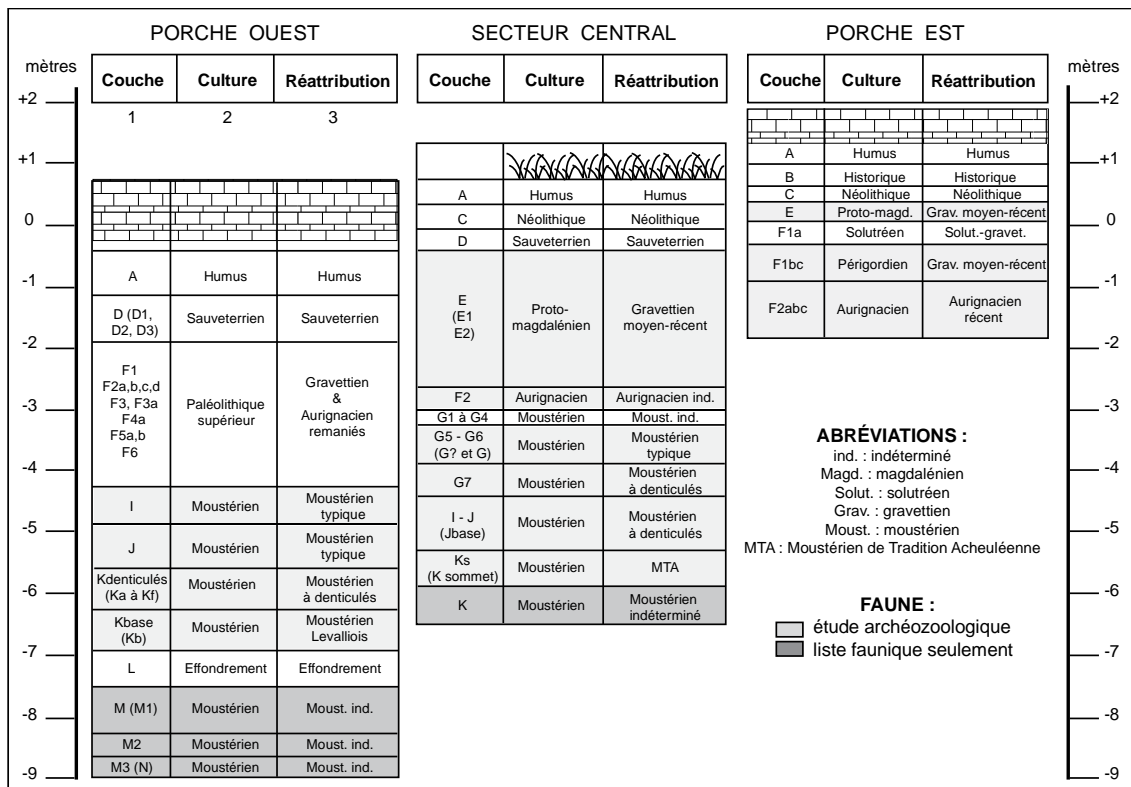 PORCHE OUEST
mètres
Couche Culture Réattribution
1 2 3
A Humus Humus
D (D1, D2, D3) Sauveterrien Sauveterrien
F1
F2a,b,c,d
F3, F3a
F4a
F5a,b
F6
Paléolithique
supérieur
Gravettien
&
Aurignacien
remaniés
I Moustérien Moustérien typique
J Moustérien Moustérien typique
Kdenticulés (Ka à Kf) Moustérien Moustérien à denticulés
Kbase (Kb) Moustérien Moustérien Levalliois
L Effondrement Effondrement
M (M1) Moustérien Moust. ind.
M2 Moustérien Moust. ind.
M3 (N) Moustérien Moust. ind.
+2
+1
0
-1
-2
-3
-4
-5
-6
-7
-8
-9
SECTEUR CENTRAL
Couche Culture Réattribution
A Humus Humus
C Néolithique Néolithique
D Sauveterrien Sauveterrien
E
(E1
E2)
Proto-
magdalénien
Gravettien
moyen-récent
F2 Aurignacien Aurignacien ind.
G1 à G4 Moustérien Moust. ind.
G5 - G6 (G? et G) Moustérien Moustérien typique
G7 Moustérien Moustérien à denticulés
I - J (Jbase) Moustérien Moustérien à denticulés
Ks (K sommet) Moustérien MTA
K Moustérien Moustérien indéterminé
PORCHE EST
mètres
Couche Culture Réattribution
A Humus Humus
B Historique Historique
C Néolithique Néolithique
E Proto-magd. Grav. moyen-récent
F1a Solutréen Solut.-gravet.
F1bc Périgordien Grav. moyen-récent
F2abc Aurignacien Aurignacien récent
+2
+1
0
-1
-2
-3
-4
-5
-6
-7
-8
-9
ABRÉVIATIONS :
ind. : indéterminé
Magd. : magdalénien
Solut. : solutréen
Grav. : gravettien
Moust. : moustérien
MTA : Moustérien de Tradition Acheuléenne
FAUNE :
étude archéozoologique
liste faunique seulement